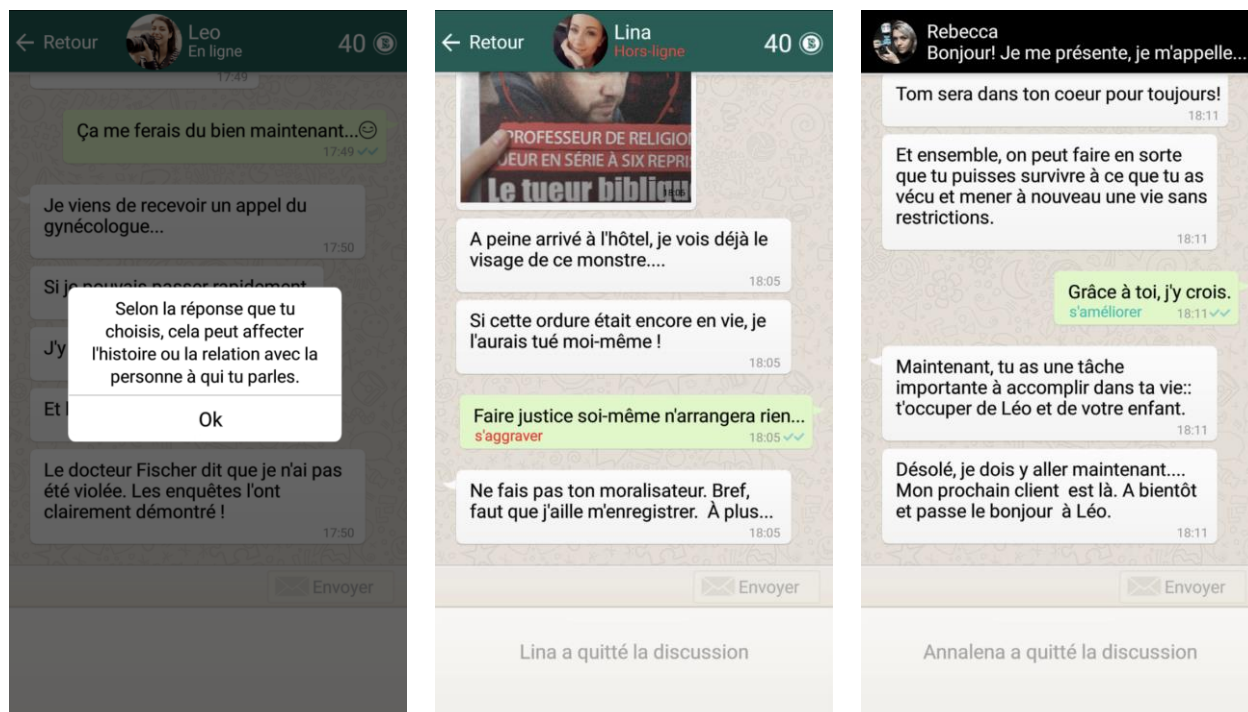 Retour
Leo
En ligne
40
17:49
Ça me ferais du bien maintenant...
17:49
Je viens de recevoir un appel du
gynécologue...
17:50
Si je pouvais passer rapidement
Selon la réponse que tu
choisis, cela peut affecter
l'histoire ou la relation avec la
personne à qui tu parles.
Ok
J'y
Et
Le docteur Fischer dit que je n'ai pas
été violée. Les enquêtes l'ont
clairement démontré !
17:50
Envoyer
Retour
Lina
Hors-ligne
40
PROFESSEUR DE RELIGIO
EUR EN SÉRIE À SIX REPRI
Le tueur bibliqu
18:05
A peine arrivé à l'hôtel, je vois déjà le
visage de ce monstre....
18:05
Si cette ordure était encore en vie, je
l'aurais tué moi-même !
18:05
Faire justice soi-même n'arrangera rien...
s'aggraver 18:05
Ne fais pas ton moralisateur. Bref,
faut que j'aille m'enregistrer. À plus...
18:05
Envoyer
Lina a quitté la discussion
Rebecca
Bonjour! Je me présente, je m'appelle...
Tom sera dans ton coeur pour toujours!
18:11
Et ensemble, on peut faire en sorte
que tu puisses survivre à ce que tu as
vécu et mener à nouveau une vie sans
restrictions.
18:11
Grâce à toi, j'y crois.
s'améliorer 18:11
Maintenant, tu as une tâche
importante à accomplir dans ta vie::
t'occuper de Léo et de votre enfant.
18:11
Désolé, je dois y aller maintenant....
Mon prochain client est là. A bientôt
et passe le bonjour à Léo.
18:11
Envoyer
Annalena a quitté la discussion